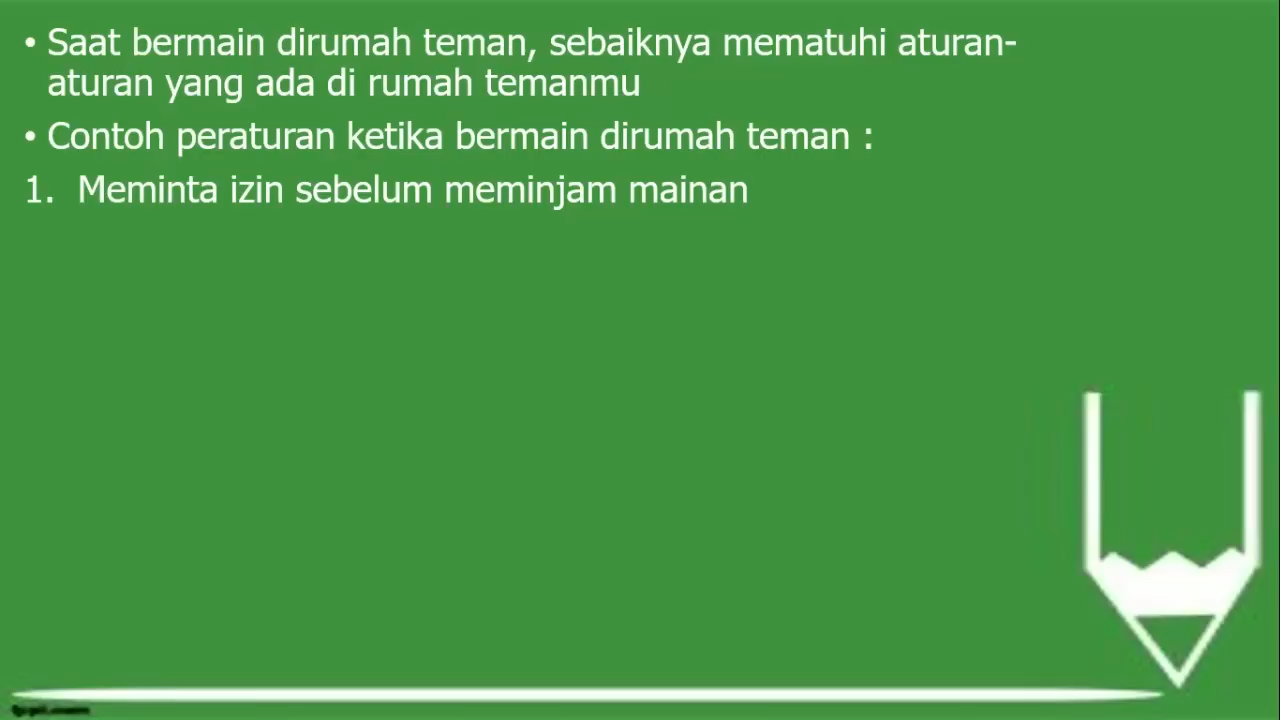 • Saat bermain dirumah teman, sebaiknya mematuhi aturan-
aturan yang ada di rumah temanmu
• Contoh peraturan ketika bermain dirumah teman :
1. Meminta izin sebelum meminjam mainan